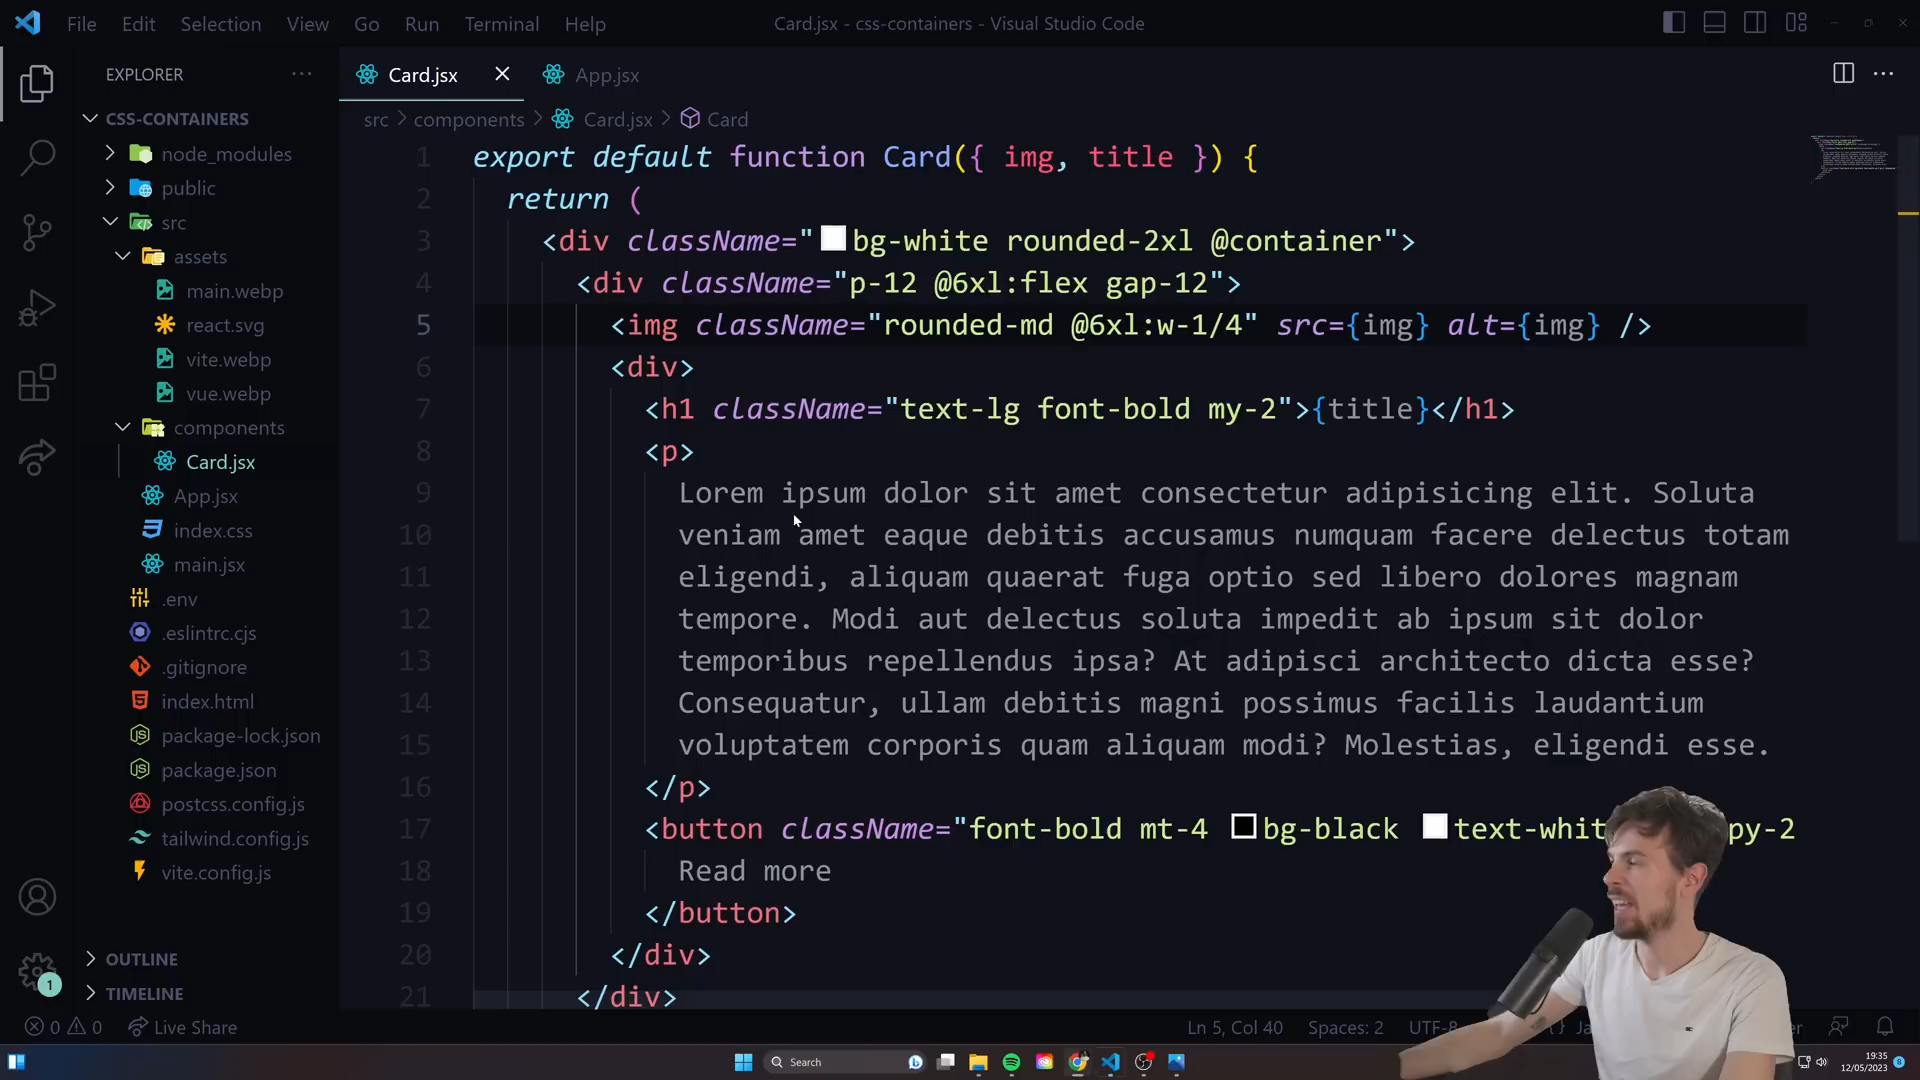 File Edit Selection View Go Run Terminal Help
Card.jsx - css-containers - Visual Studio Code
EXPLORER
CSS-CONTAINERS
node_modules
public
src
assets
main.webp
react.svg
vite.webp
vue.webp
components
Card.jsx
App.jsx
index.css
main.jsx
.env
.eslintrc.cjs
.gitignore
index.html
package-lock.json
package.json
postcss.config.js
tailwind.config.js
vite.config.js
OUTLINE
TIMELINE
1
Card.jsx App.jsx
src > components > Card.jsx > Card
1 export default function Card({ img, title }) {
2 return (
3 <div className="bg-white rounded-2xl @container">
4 <div className="p-12 @6xl:flex gap-12">
5 <img className="rounded-md @6xl:w-1/4" src={img} alt={img} />
6 <div>
7 <h1 className="text-lg font-bold my-2">{title}</h1>
8 <p>
9 Lorem ipsum dolor sit amet consectetur adipisicing elit. Soluta
10 veniam amet eaque debitis accusamus numquam facere delectus totam
11 eligendi, aliquam quaerat fuga optio sed libero dolores magnam
12 tempore. Modi aut delectus soluta impedit ab ipsum sit dolor
13 temporibus repellendus ipsa? At adipisci architecto dicta esse?
14 Consequatur, ullam debitis magni possimus facilis laudantium
15 voluptatem corporis quam aliquam modi? Molestias, eligendi esse.
16 </p>
17 <button className="font-bold mt-4 bg-black text-whit py-2
18 Read more
19 </button>
20 </div>
21 </div>
0 0 Live Share
Ln 5, Col 40 Spaces: 2 UTF-8
Search
19:35
12/05/2023